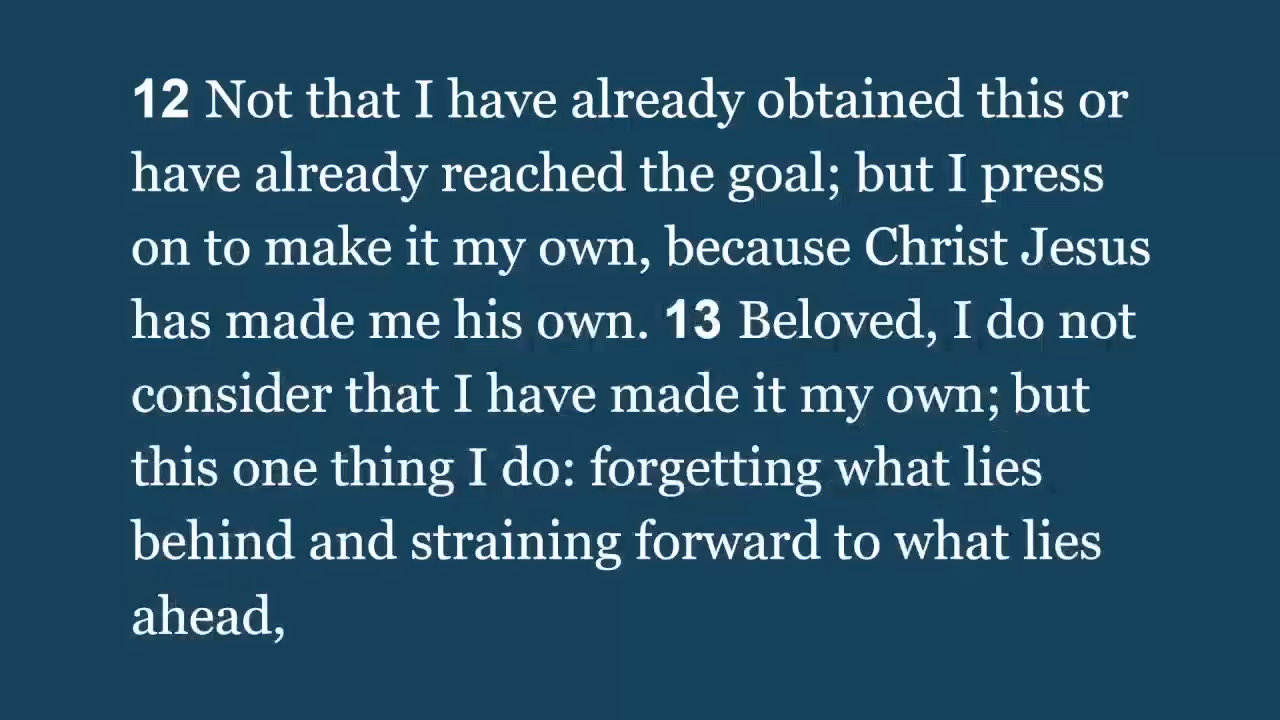 12 Not that I have already obtained this or
have already reached the goal; but I press
on to make it my own, because Christ Jesus
has made me his own. 13 Beloved, I do not
consider that I have made it my own; but
this one thing I do: forgetting what lies
behind and straining forward to what lies
ahead,